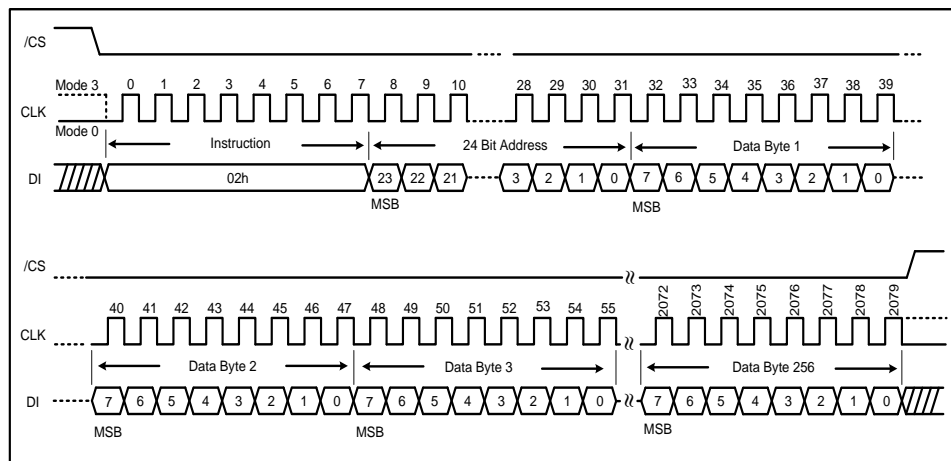 /CS
Mode 3 0 1 2 3 4 5 6 7 8 9 10 28 29 30 31 32 33 34 35 36 37 38 39
CLK
Mode 0 Instruction 24 Bit Address Data Byte 1
DI 02h 23 22 21 3 2 1 0 7 6 5 4 3 2 1 0
MSB MSB
/CS
40 41 42 43 44 45 46 47 48 49 50 51 52 53 54 55 2072 2073 2074 2075 2076 2077 2078 2079
CLK
Data Byte 2 Data Byte 3 Data Byte 256
DI 7 6 5 4 3 2 1 0 7 6 5 4 3 2 1 0 7 6 5 4 3 2 1 0
MSB MSB MSB